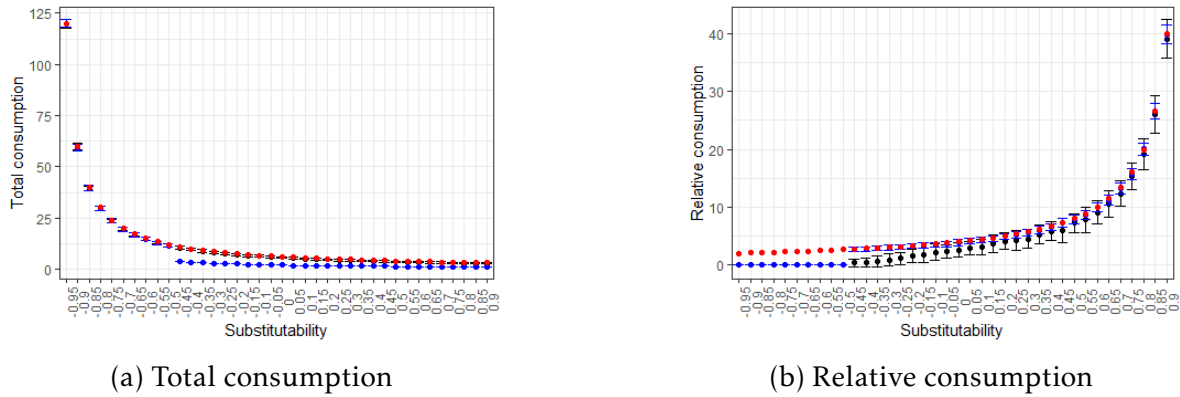 Total consumption
125
100
75
50
25
0
-0.95 -0.9 -0.85 -0.8 -0.75 -0.7 -0.65 -0.6 -0.55 -0.5 -0.45 -0.4 -0.35 -0.3 -0.25 -0.2 -0.15 -0.1 -0.05 0 0.05 0.1 0.15 0.2 0.25 0.3 0.35 0.4 0.45 0.5 0.55 0.6 0.65 0.7 0.75 0.8 0.85 0.9
Substitutability
(a) Total consumption
Relative consumption
40
30
20
10
0
-0.95 -0.9 -0.85 -0.8 -0.75 -0.7 -0.65 -0.6 -0.55 -0.5 -0.45 -0.4 -0.35 -0.3 -0.25 -0.2 -0.15 -0.1 -0.05 0 0.05 0.1 0.15 0.2 0.25 0.3 0.35 0.4 0.45 0.5 0.55 0.6 0.65 0.7 0.75 0.8 0.85 0.9
Substitutability
(b) Relative consumption